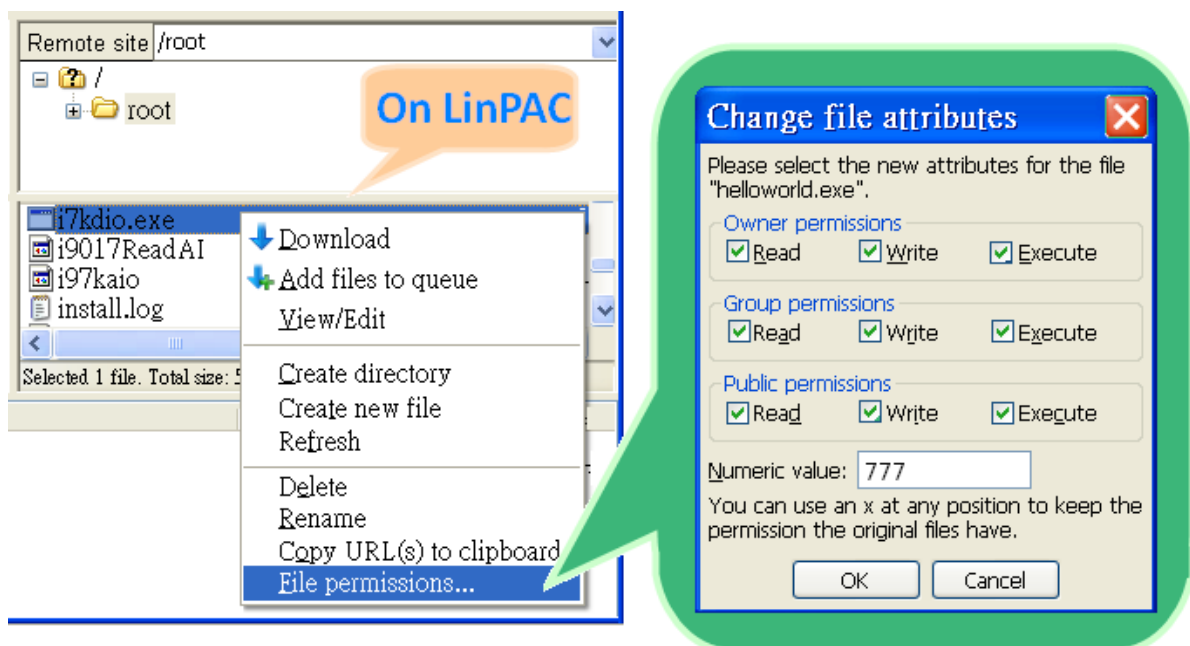 Remote site /root
/
root
On LinPAC
i7kdio.exe
i9017ReadAI
i97kaio
install.log
Selected 1 file. Total size:
Download
Add files to queue
View/Edit
Create directory
Create new file
Refresh
Delete
Rename
Copy URL(s) to clipboard
File permissions...
Change file attributes
Please select the new attributes for the file
"helloworld.exe".
Owner permissions
Read Write Execute
Group permissions
Read Write Execute
Public permissions
Read Write Execute
Numeric value: 777
You can use an x at any position to keep the
permission the original files have.
OK Cancel